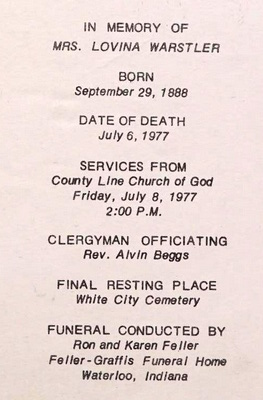 IN MEMORY OF
MRS. LOVINA WARSTLER
BORN
September 29, 1888
DATE OF DEATH
July 6, 1977
SERVICES FROM
County Line Church of God
Friday, July 8, 1977
2:00 P.M.
CLERGYMAN OFFICIATING
Rev. Alvin Beggs
FINAL RESTING PLACE
White City Cemetery
FUNERAL CONDUCTED BY
Ron and Karen Feller
Feller-Graffis Funeral Home
Waterloo, Indiana